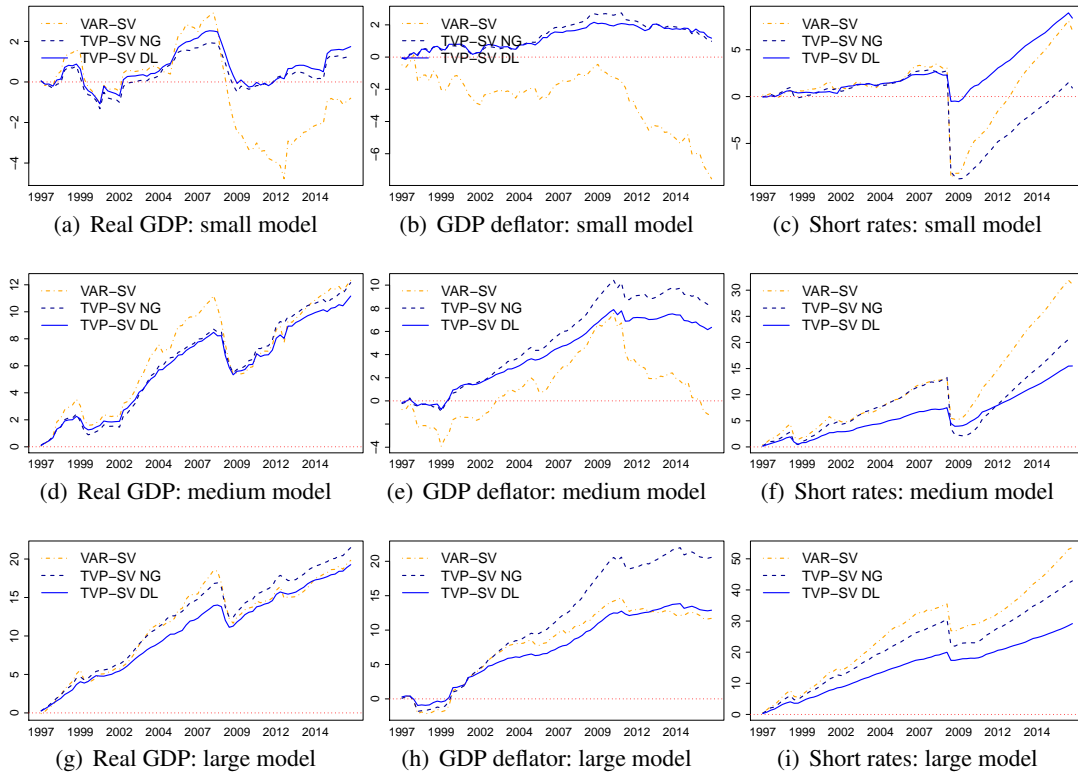 VAR−SV
TVP−SV NG
TVP−SV DL
2
0
−2
−4
1997 1999 2002 2004 2007 2009 2012 2014
(a) Real GDP: small model
VAR−SV
TVP−SV NG
TVP−SV DL
2
0
−2
−4
−6
1997 1999 2002 2004 2007 2009 2012 2014
(b) GDP deflator: small model
VAR−SV
TVP−SV NG
TVP−SV DL
5
0
−5
1997 1999 2002 2004 2007 2009 2012 2014
(c) Short rates: small model
VAR−SV
TVP−SV NG
TVP−SV DL
12
10
8
6
4
2
0
1997 1999 2002 2004 2007 2009 2012 2014
(d) Real GDP: medium model
VAR−SV
TVP−SV NG
TVP−SV DL
10
8
6
4
2
0
−4
1997 1999 2002 2004 2007 2009 2012 2014
(e) GDP deflator: medium model
VAR−SV
TVP−SV NG
TVP−SV DL
30
25
20
15
10
5
0
1997 1999 2002 2004 2007 2009 2012 2014
(f) Short rates: medium model
VAR−SV
TVP−SV NG
TVP−SV DL
20
15
10
5
0
1997 1999 2002 2004 2007 2009 2012 2014
(g) Real GDP: large model
VAR−SV
TVP−SV NG
TVP−SV DL
20
15
10
5
0
1997 1999 2002 2004 2007 2009 2012 2014
(h) GDP deflator: large model
VAR−SV
TVP−SV NG
TVP−SV DL
50
40
30
20
10
0
1997 1999 2002 2004 2007 2009 2012 2014
(i) Short rates: large model